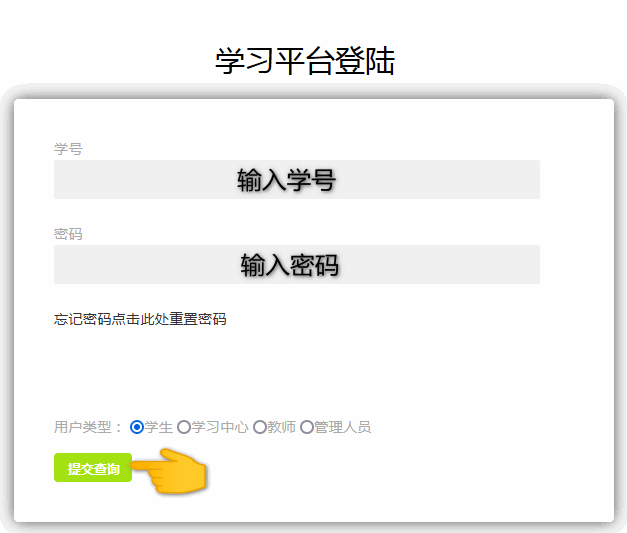 学习平台登陆
学号
输入学号
密码
输入密码
忘记密码点击此处重置密码
用户类型： 学生 学习中心 教师 管理人员
提交查询